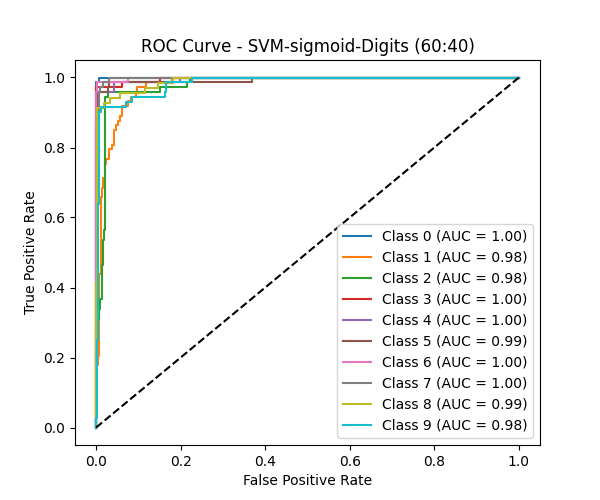 ROC Curve - SVM-sigmoid-Digits (60:40)
True Positive Rate
1.0
0.8
0.6
0.4
0.2
0.0
0.0 0.2 0.4 0.6 0.8 1.0
False Positive Rate
Class 0 (AUC = 1.00)
Class 1 (AUC = 0.98)
Class 2 (AUC = 0.98)
Class 3 (AUC = 1.00)
Class 4 (AUC = 1.00)
Class 5 (AUC = 0.99)
Class 6 (AUC = 1.00)
Class 7 (AUC = 1.00)
Class 8 (AUC = 0.99)
Class 9 (AUC = 0.98)